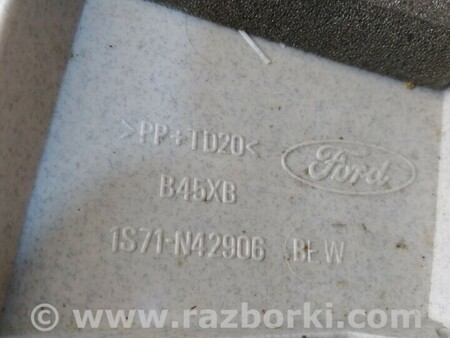 >PP+TD20<
Ford
B45XB
1S71-N42906 BEW
© www.razborki.com